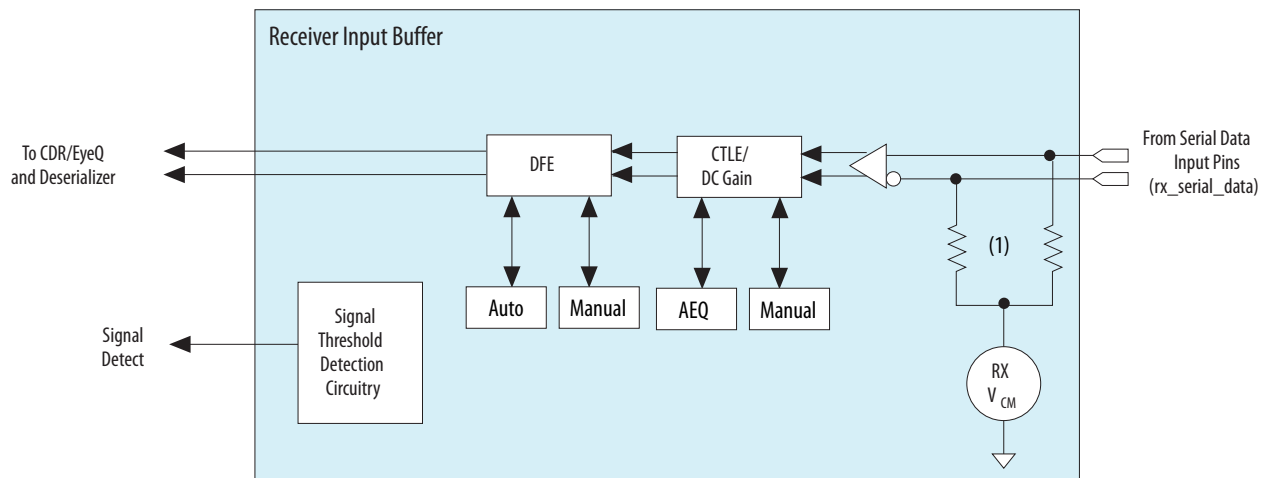 Receiver Input Buffer
To CDR/EyeQ
and Deserializer
DFE
CTLE/
DC Gain
From Serial Data
Input Pins
(rx_serial_data)
(1)
Auto
Manual
AEQ
Manual
Signal
Detect
Signal
Threshold
Detection
Circuitry
RX
V CM